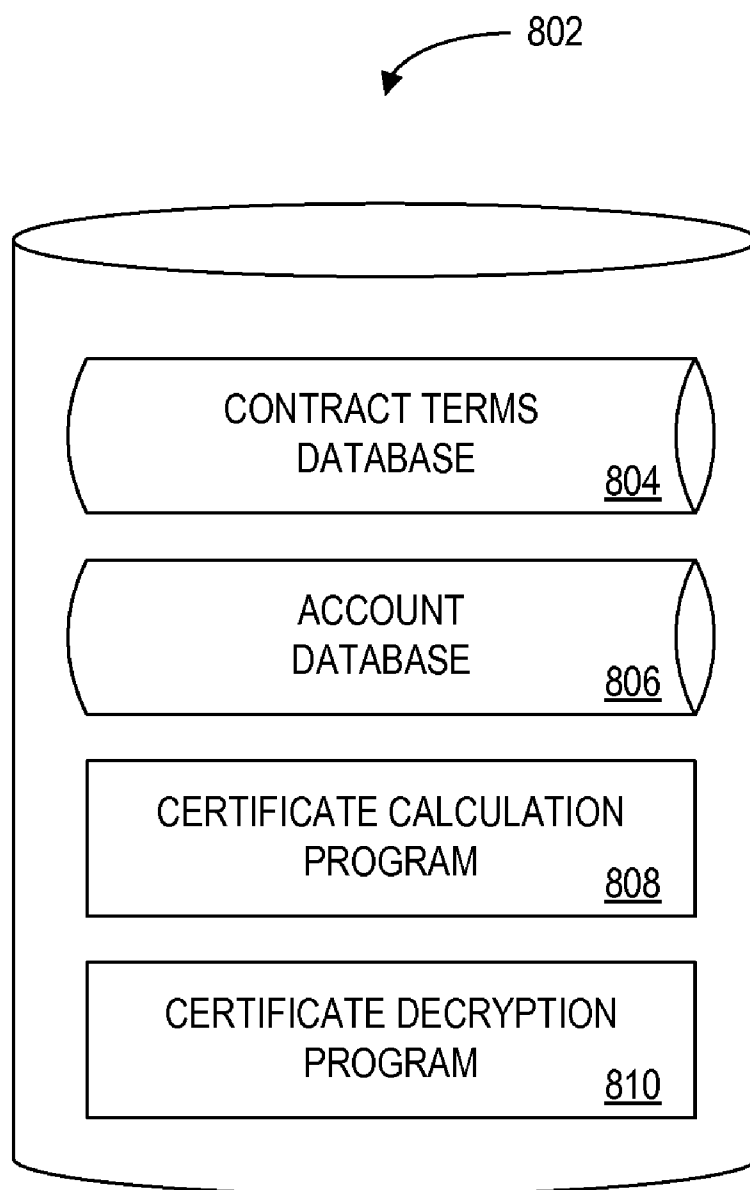 802
CONTRACT TERMS
DATABASE
804
ACCOUNT
DATABASE
806
CERTIFICATE CALCULATION
PROGRAM
808
CERTIFICATE DECRYPTION
PROGRAM
810